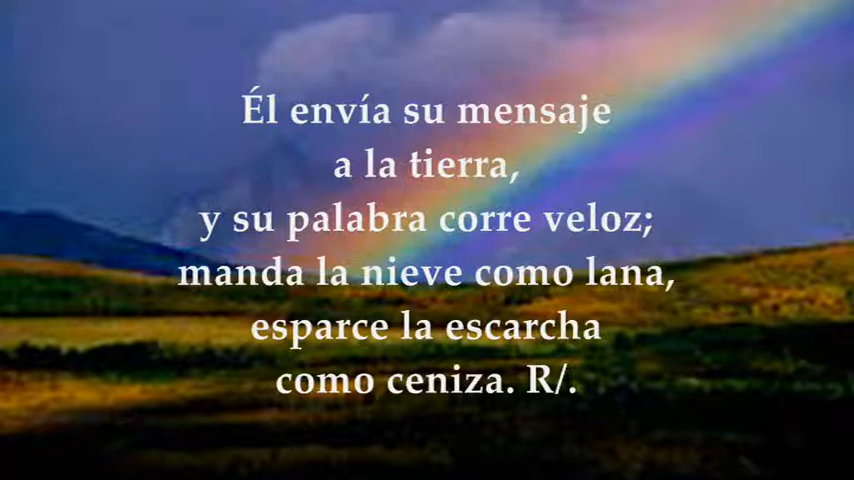 Él envía su mensaje
a la tierra,
y su palabra corre veloz;
manda la nieve como lana,
esparce la escarcha
como ceniza. R/.